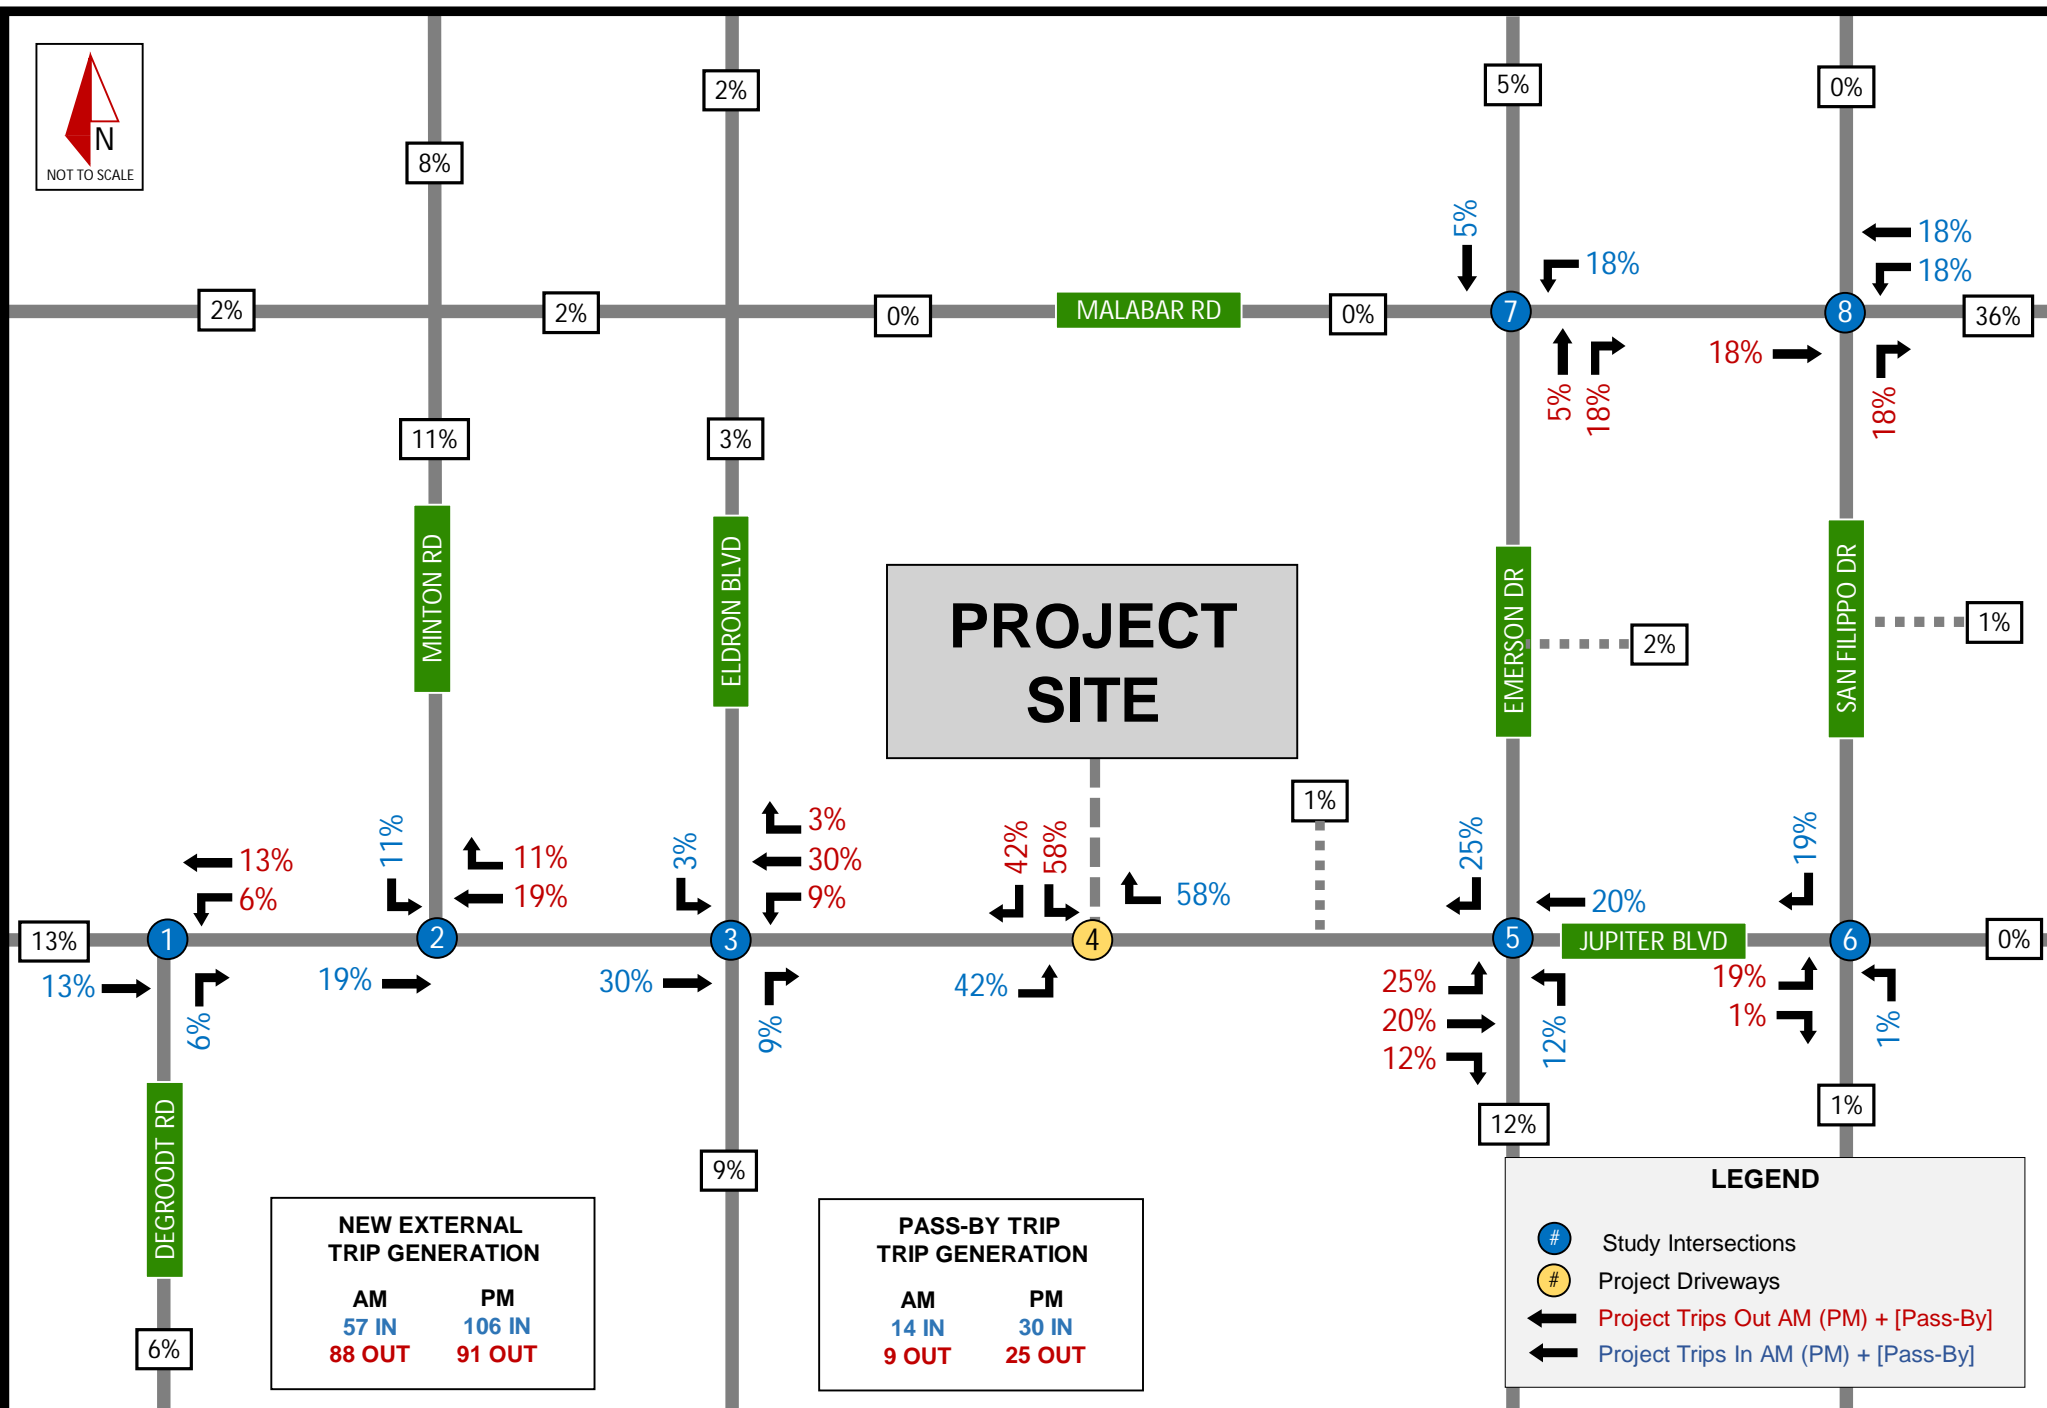 N
NOT TO SCALE
2%
5%
0%
8%
5%
18%
18%
18%
2%
2%
0%
MALABAR RD
0%
7
8
36%
18%
5%
18%
18%
11%
3%
MINTON RD
ELDRON BLVD
PROJECT
SITE
EMERSON DR
SAN FILIPPO DR
2%
1%
1%
13%
6%
11%
11%
19%
3%
3%
30%
9%
42%
58%
58%
25%
20%
19%
13%
1
2
3
4
5
JUPITER BLVD
6
0%
13%
6%
19%
30%
9%
42%
25%
20%
12%
12%
19%
1%
1%
DEGROODT RD
6%
9%
12%
1%
NEW EXTERNAL
TRIP GENERATION
AM PM
57 IN 106 IN
88 OUT 91 OUT
PASS-BY TRIP
TRIP GENERATION
AM PM
14 IN 30 IN
9 OUT 25 OUT
LEGEND
# Study Intersections
# Project Driveways
Project Trips Out AM (PM) + [Pass-By]
Project Trips In AM (PM) + [Pass-By]